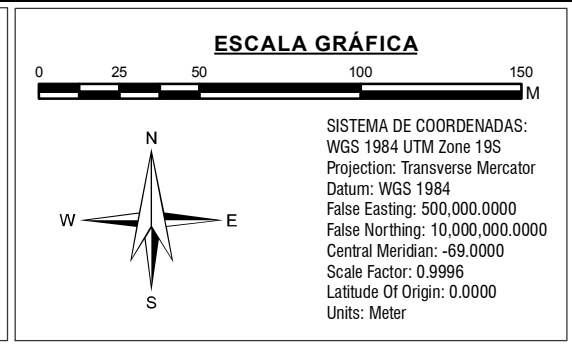 ESCALA GRÁFICA
0 25 50 100 150
M
N
W E
S
SISTEMA DE COORDENADAS:
WGS 1984 UTM Zone 19S
Projection: Transverse Mercator
Datum: WGS 1984
False Easting: 500,000.0000
False Northing: 10,000,000.0000
Central Meridian: -69.0000
Scale Factor: 0.9996
Latitude Of Origin: 0.0000
Units: Meter